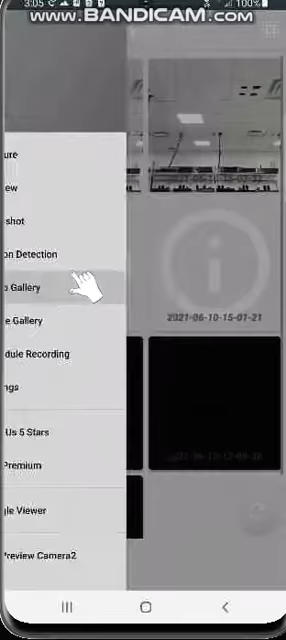 3:05
100%
www.BANDICAM.com
ure
ew
shot
on Detection
o Gallery
e Gallery
dule Recording
ngs
Us 5 Stars
Premium
gle Viewer
Preview Camera2
2021-06-10-15-01-21